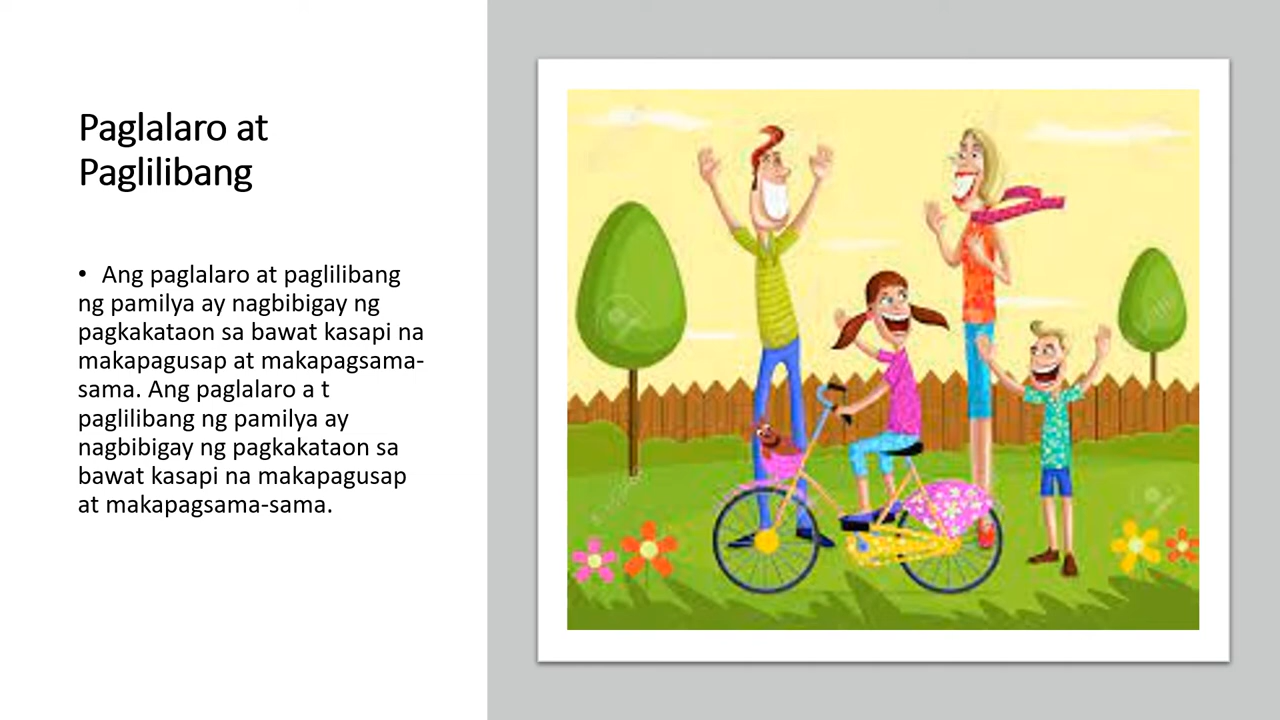 Paglalaro at
Paglilibang
• Ang paglalaro at paglilibang
ng pamilya ay nagbibigay ng
pagkakataon sa bawat kasapi na
makapagusap at makapagsama-
sama. Ang paglalaro a t
paglilibang ng pamilya ay
nagbibigay ng pagkakataon sa
bawat kasapi na makapagusap
at makapagsama-sama.